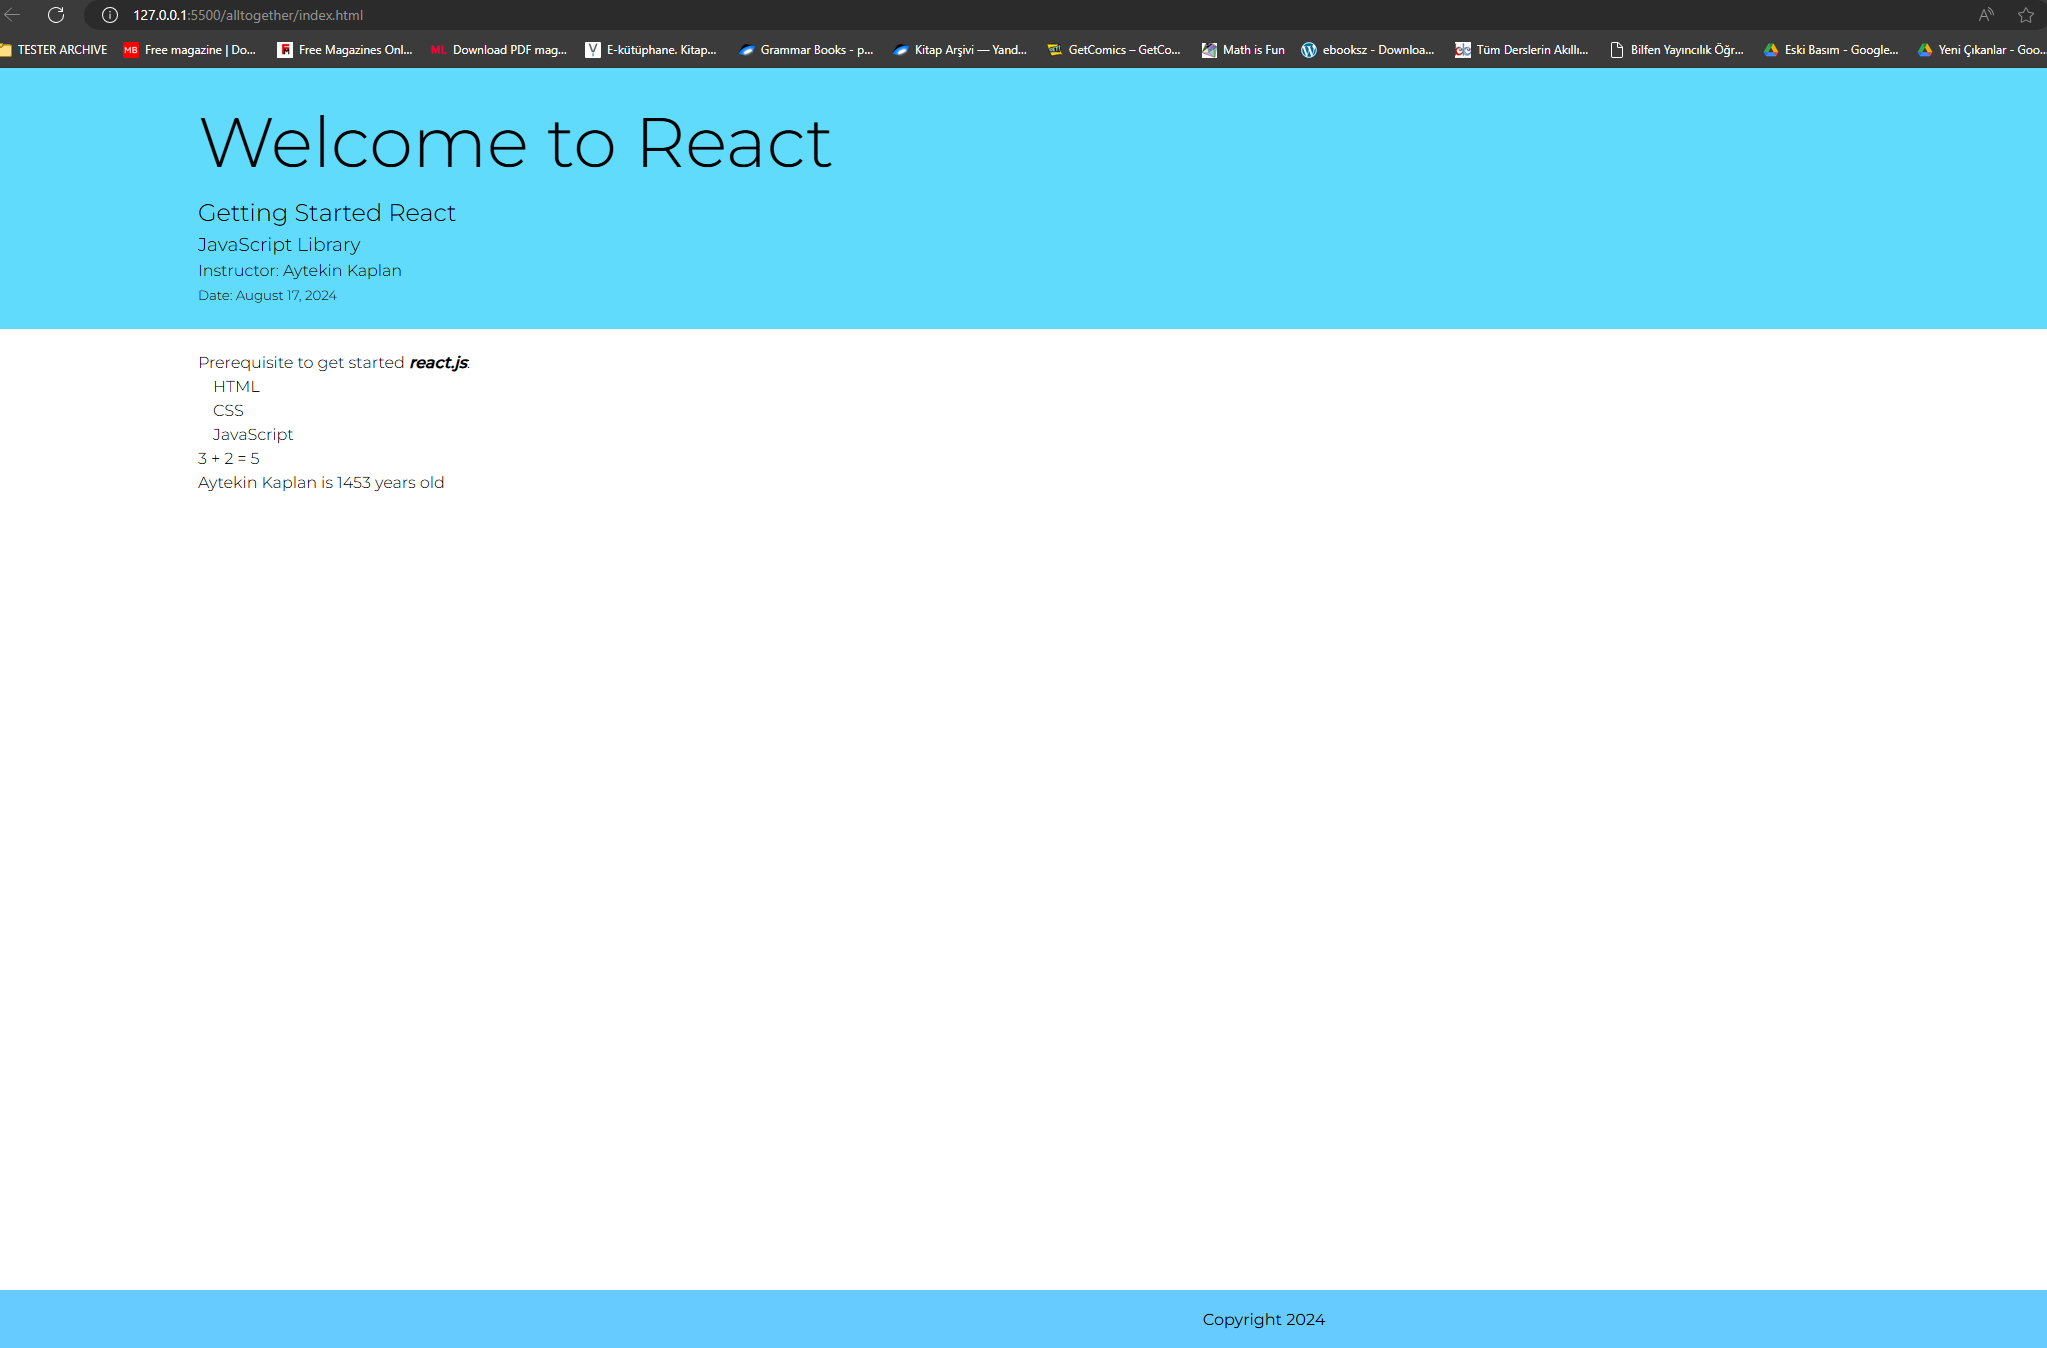 127.0.0.1:5500/alltogether/index.html
TESTER ARCHIVE MB Free magazine | Do... Free Magazines Onl... ML Download PDF mag... E-kütüphane. Kitap... Grammar Books - p... Kitap Arşivi — Yand... GetComics – GetCo... Math is Fun ebooksz - Downloa... Tüm Derslerin Akıllı... Bilfen Yayıncılık Öğr... Eski Basım - Google... Yeni Çıkanlar - Goo...
Welcome to React
Getting Started React
JavaScript Library
Instructor: Aytekin Kaplan
Date: August 17, 2024
Prerequisite to get started react.js:
HTML
CSS
JavaScript
3 + 2 = 5
Aytekin Kaplan is 1453 years old
Copyright 2024